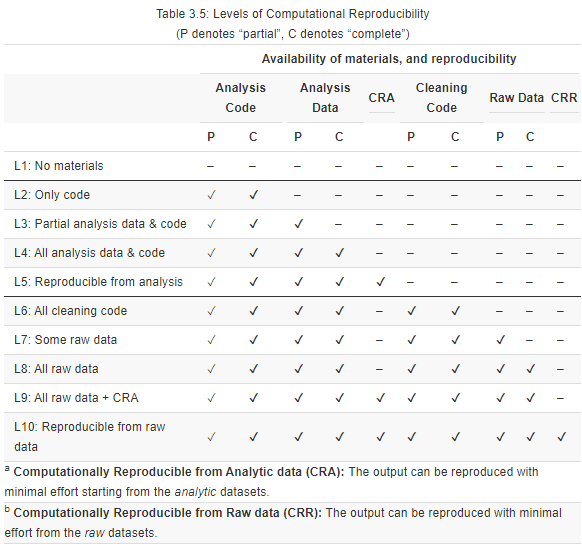 Table 3.5: Levels of Computational Reproducibility
(P denotes “partial”, C denotes “complete”)
Availability of materials, and reproducibility
Analysis Code Analysis Data CRA Cleaning Code Raw Data CRR
P C P C P C P C
L1: No materials – – – – – – – – – –
L2: Only code ✓ ✓ – – – – – – – –
L3: Partial analysis data & code ✓ ✓ ✓ – – – – – – –
L4: All analysis data & code ✓ ✓ ✓ ✓ – – – – – –
L5: Reproducible from analysis ✓ ✓ ✓ ✓ ✓ – – – – –
L6: All cleaning code ✓ ✓ ✓ ✓ – ✓ ✓ – – –
L7: Some raw data ✓ ✓ ✓ ✓ – ✓ ✓ ✓ – –
L8: All raw data ✓ ✓ ✓ ✓ – ✓ ✓ ✓ ✓ –
L9: All raw data + CRA ✓ ✓ ✓ ✓ ✓ ✓ ✓ ✓ ✓ –
L10: Reproducible from raw
data ✓ ✓ ✓ ✓ ✓ ✓ ✓ ✓ ✓ ✓
a Computationally Reproducible from Analytic data (CRA): The output can be reproduced with
minimal effort starting from the analytic datasets.
b Computationally Reproducible from Raw data (CRR): The output can be reproduced with minimal
effort from the raw datasets.